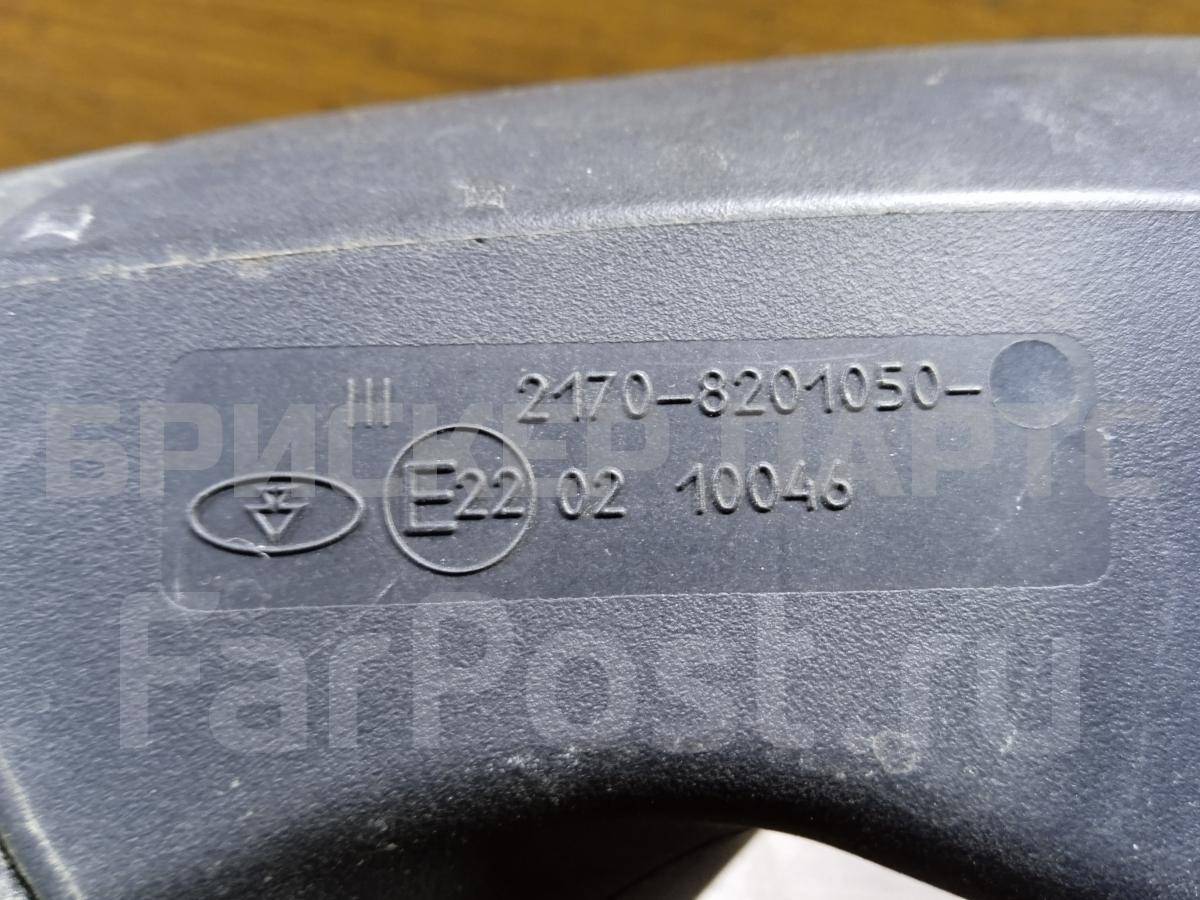 III 2170-8201050-
E22 02 10046
БРИСКЕР ПАРТС
FarPost.ru